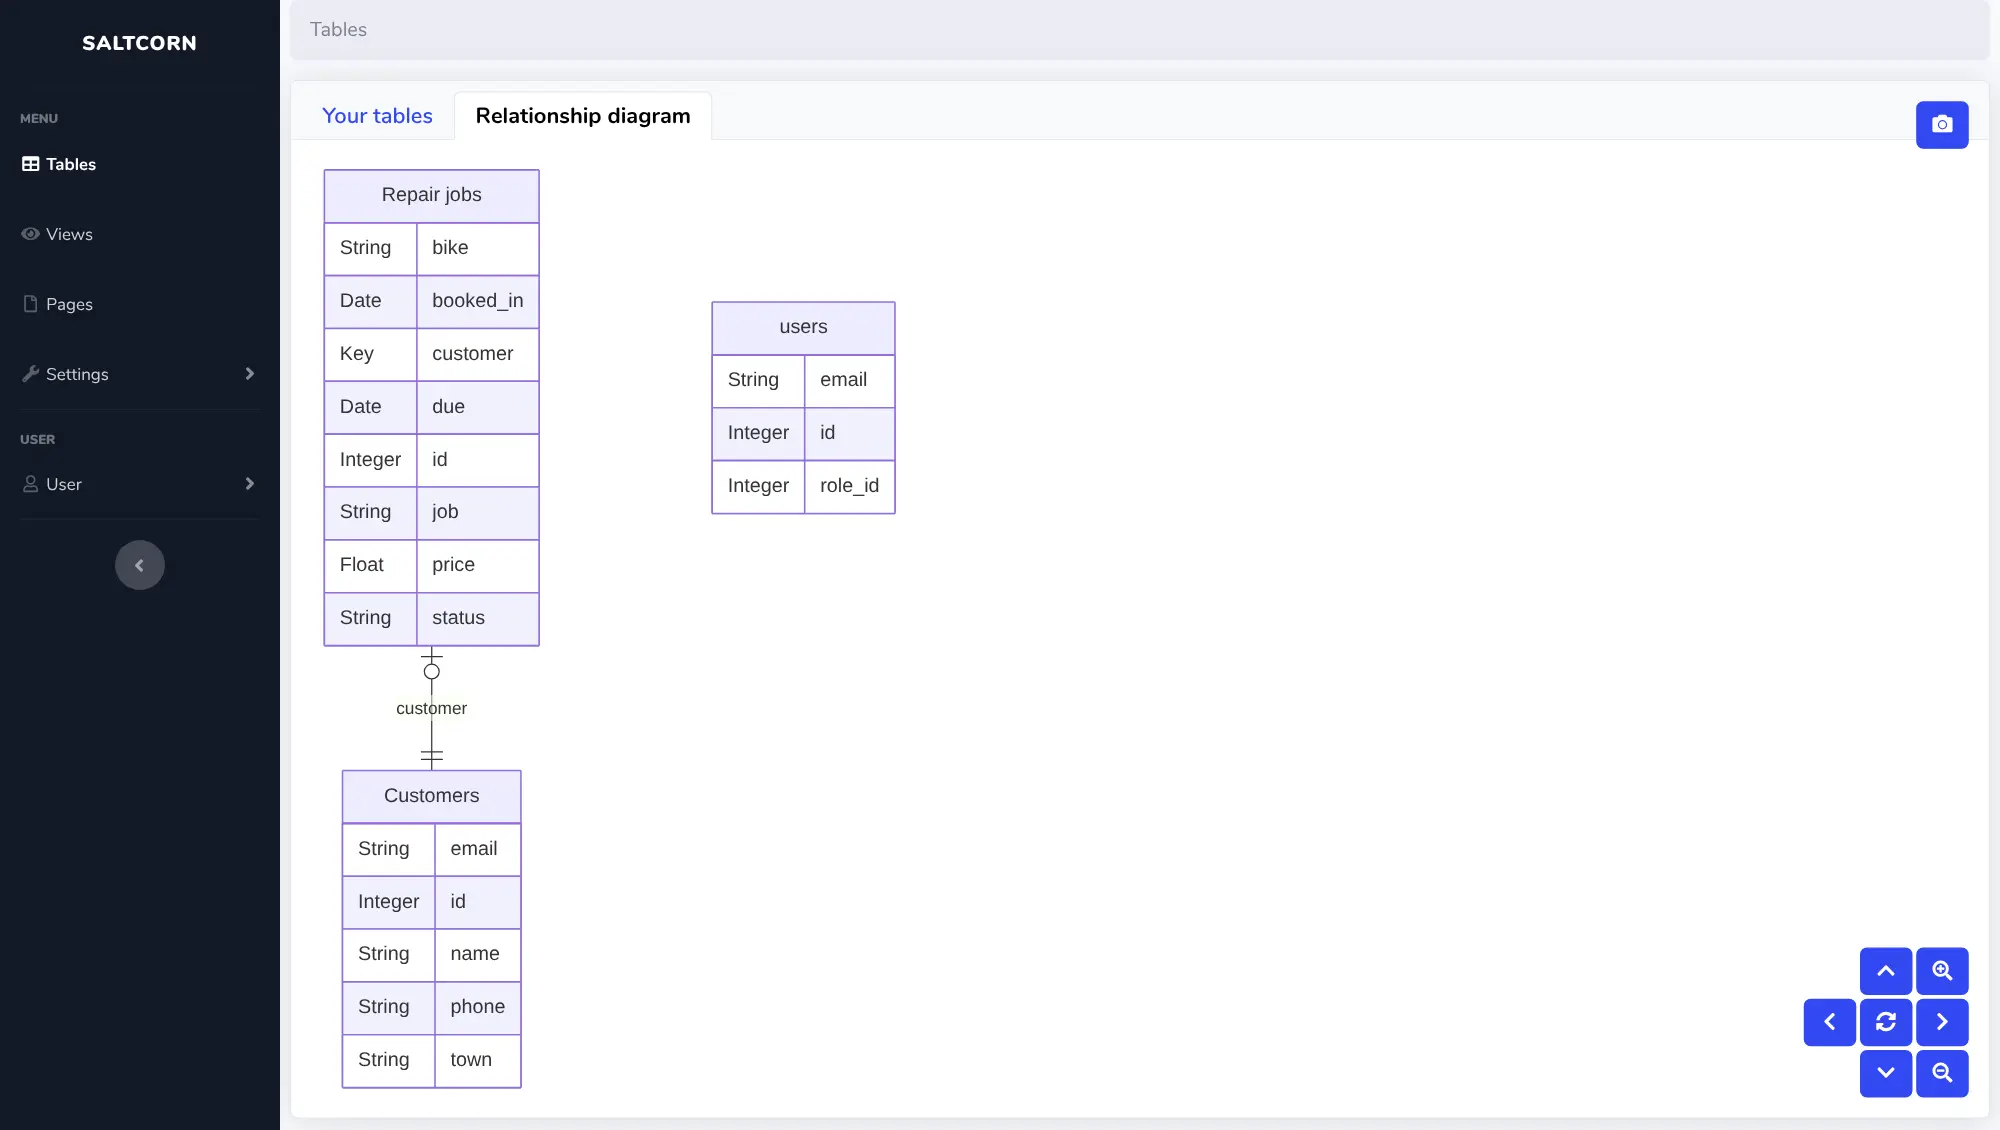 SALTCORN
MENU
Tables
Views
Pages
Settings
USER
User
Tables
Your tables
Relationship diagram
Repair jobs
String bike
Date booked_in
Key customer
Date due
Integer id
String job
Float price
String status
customer
Customers
String email
Integer id
String name
String phone
String town
users
String email
Integer id
Integer role_id